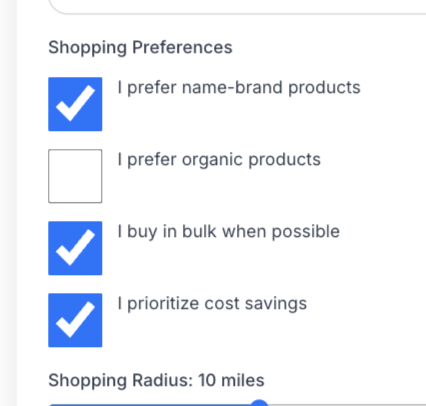 Shopping Preferences
I prefer name-brand products
I prefer organic products
I buy in bulk when possible
I prioritize cost savings
Shopping Radius: 10 miles